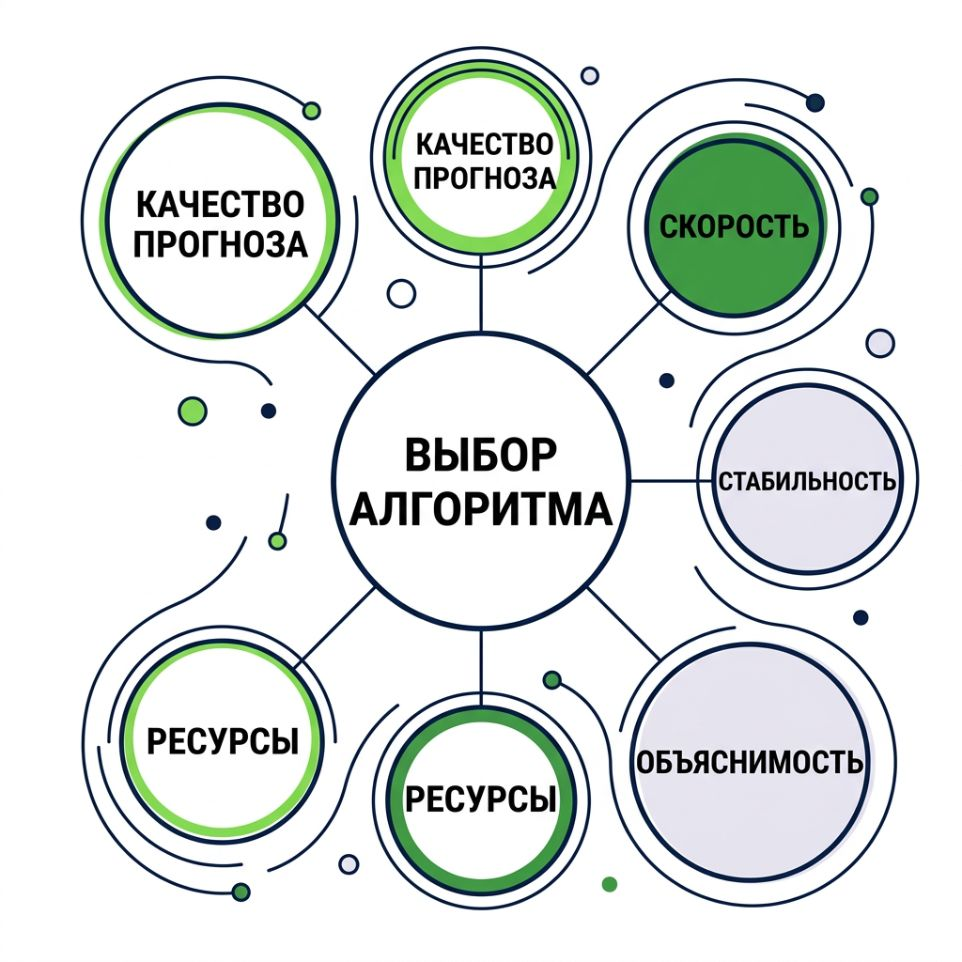 КАЧЕСТВО
ПРОГНОЗА
КАЧЕСТВО
ПРОГНОЗА
СКОРОСТЬ
СТАБИЛЬНОСТЬ
ВЫБОР
АЛГОРИТМА
РЕСУРСЫ
РЕСУРСЫ
ОБЪЯСНИМОСТЬ